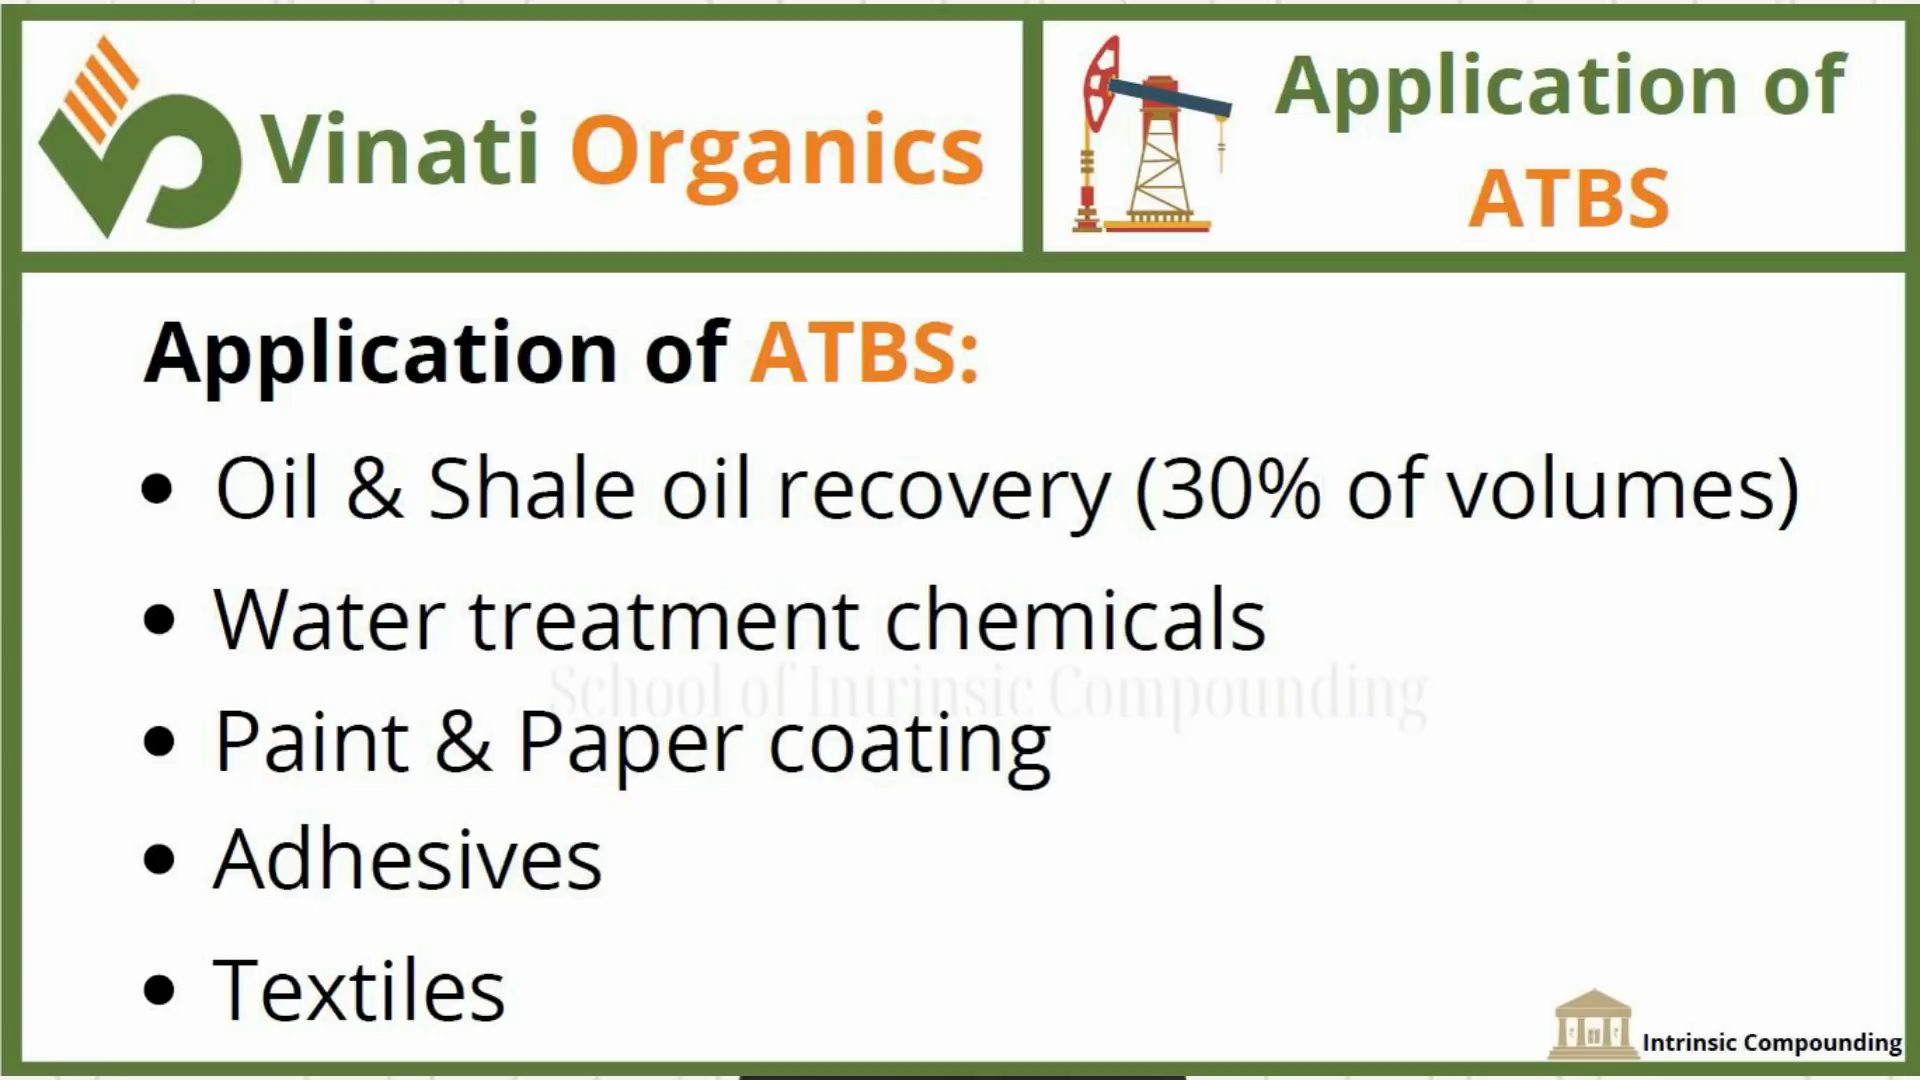 Vinati Organics
Application of
ATBS
Application of ATBS:
• Oil & Shale oil recovery (30% of volumes)
• Water treatment chemicals
School of Intrinsic Compounding
• Paint & Paper coating
• Adhesives
• Textiles
Intrinsic Compounding